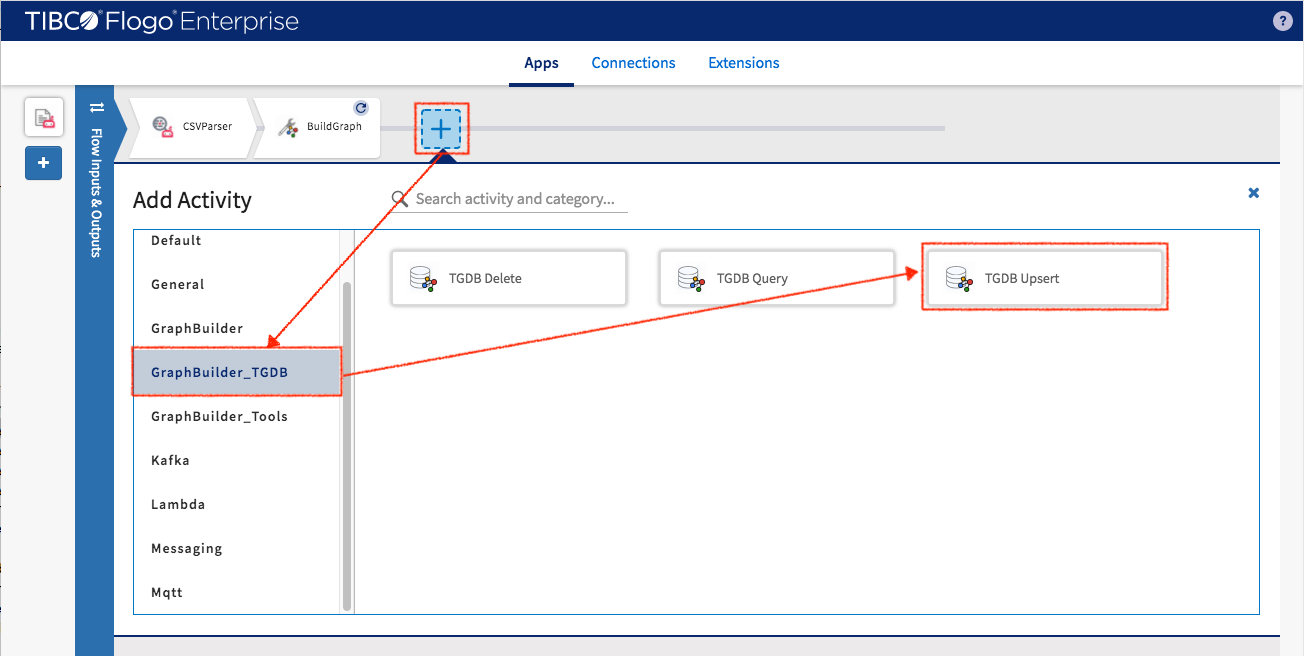 TIBCO® Flogo® Enterprise
?
Apps Connections Extensions
Flow Inputs & Outputs
CSVParser
BuildGraph
Add Activity
Search activity and category...
Default
General
GraphBuilder
GraphBuilder_TGDB
GraphBuilder_Tools
Kafka
Lambda
Messaging
Mqtt
TGDB Delete
TGDB Query
TGDB Upsert